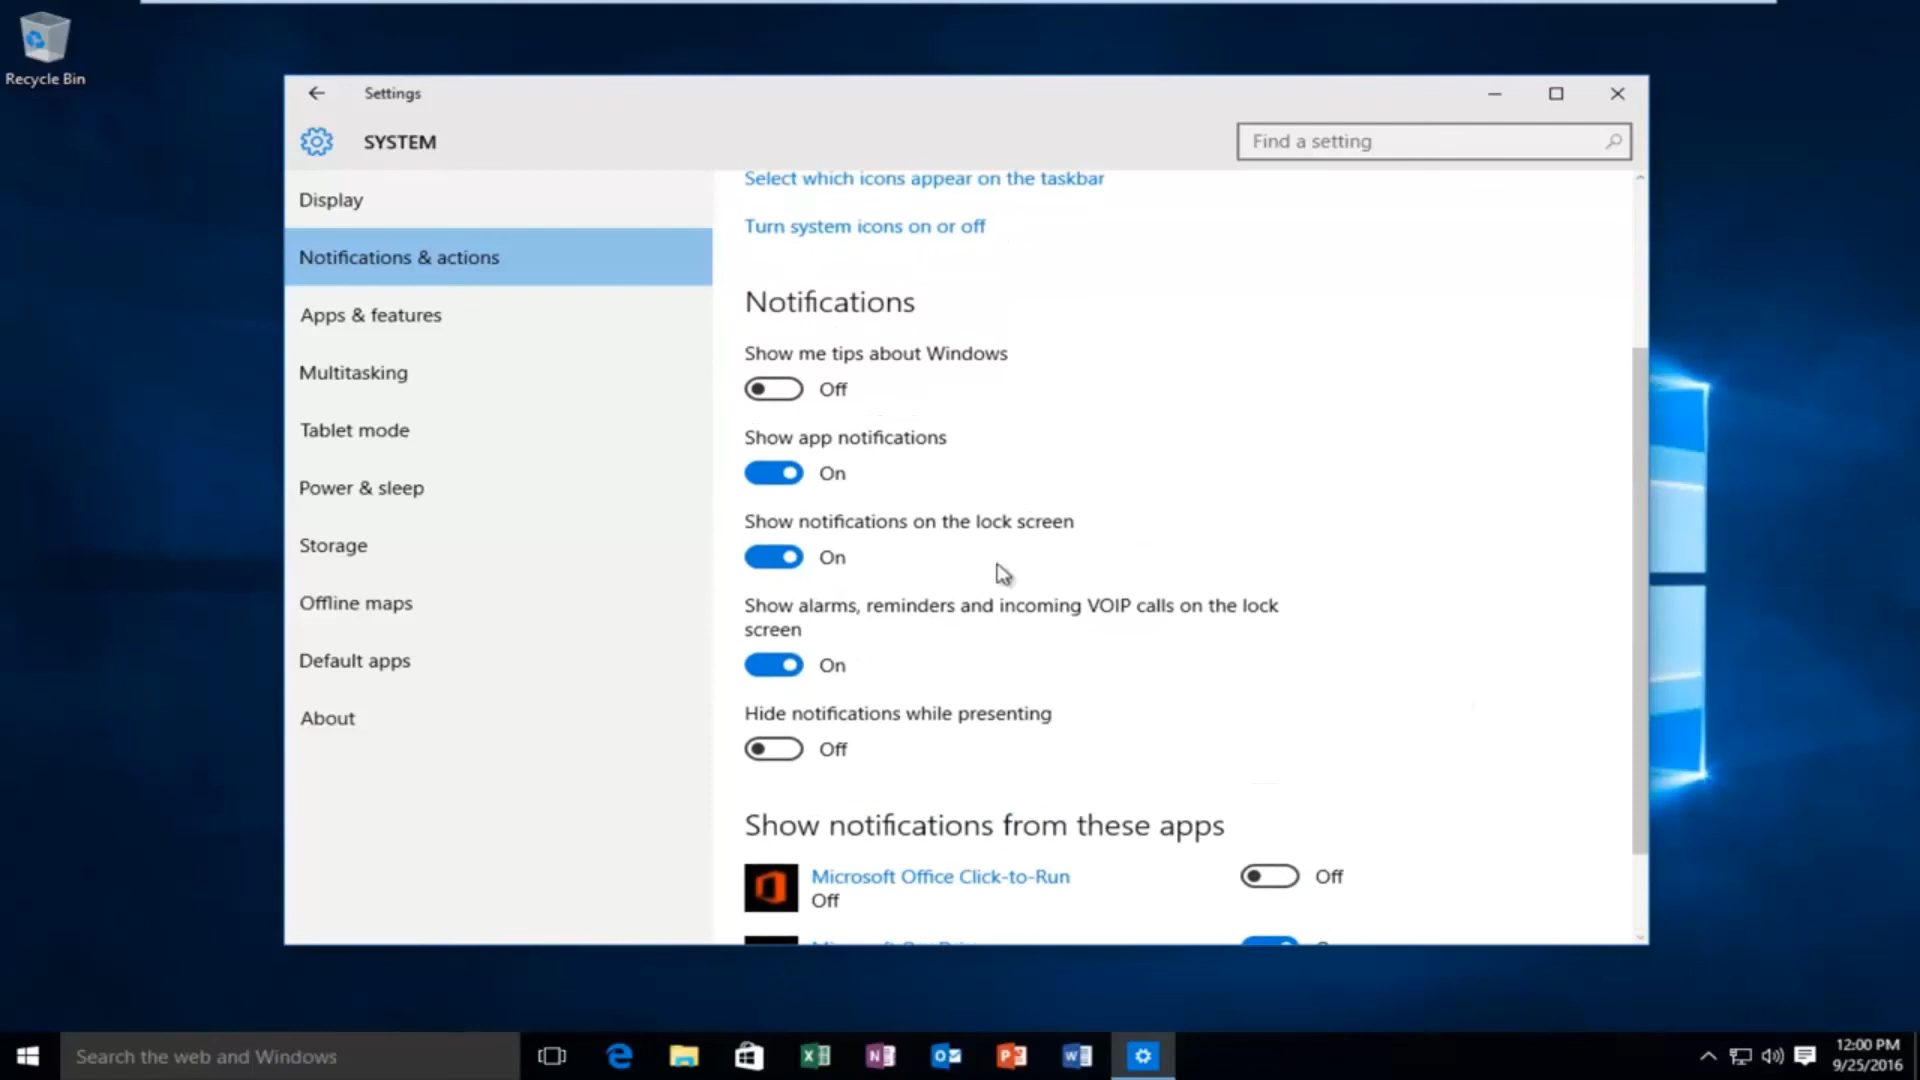 Recycle Bin
Settings
SYSTEM
Find a setting
Display
Notifications & actions
Apps & features
Multitasking
Tablet mode
Power & sleep
Storage
Offline maps
Default apps
About
Select which icons appear on the taskbar
Turn system icons on or off
Notifications
Show me tips about Windows
Off
Show app notifications
On
Show notifications on the lock screen
On
Show alarms, reminders and incoming VOIP calls on the lock
screen
On
Hide notifications while presenting
Off
Show notifications from these apps
Microsoft Office Click-to-Run
Off
Off
Search the web and Windows
12:00 PM
9/25/2016